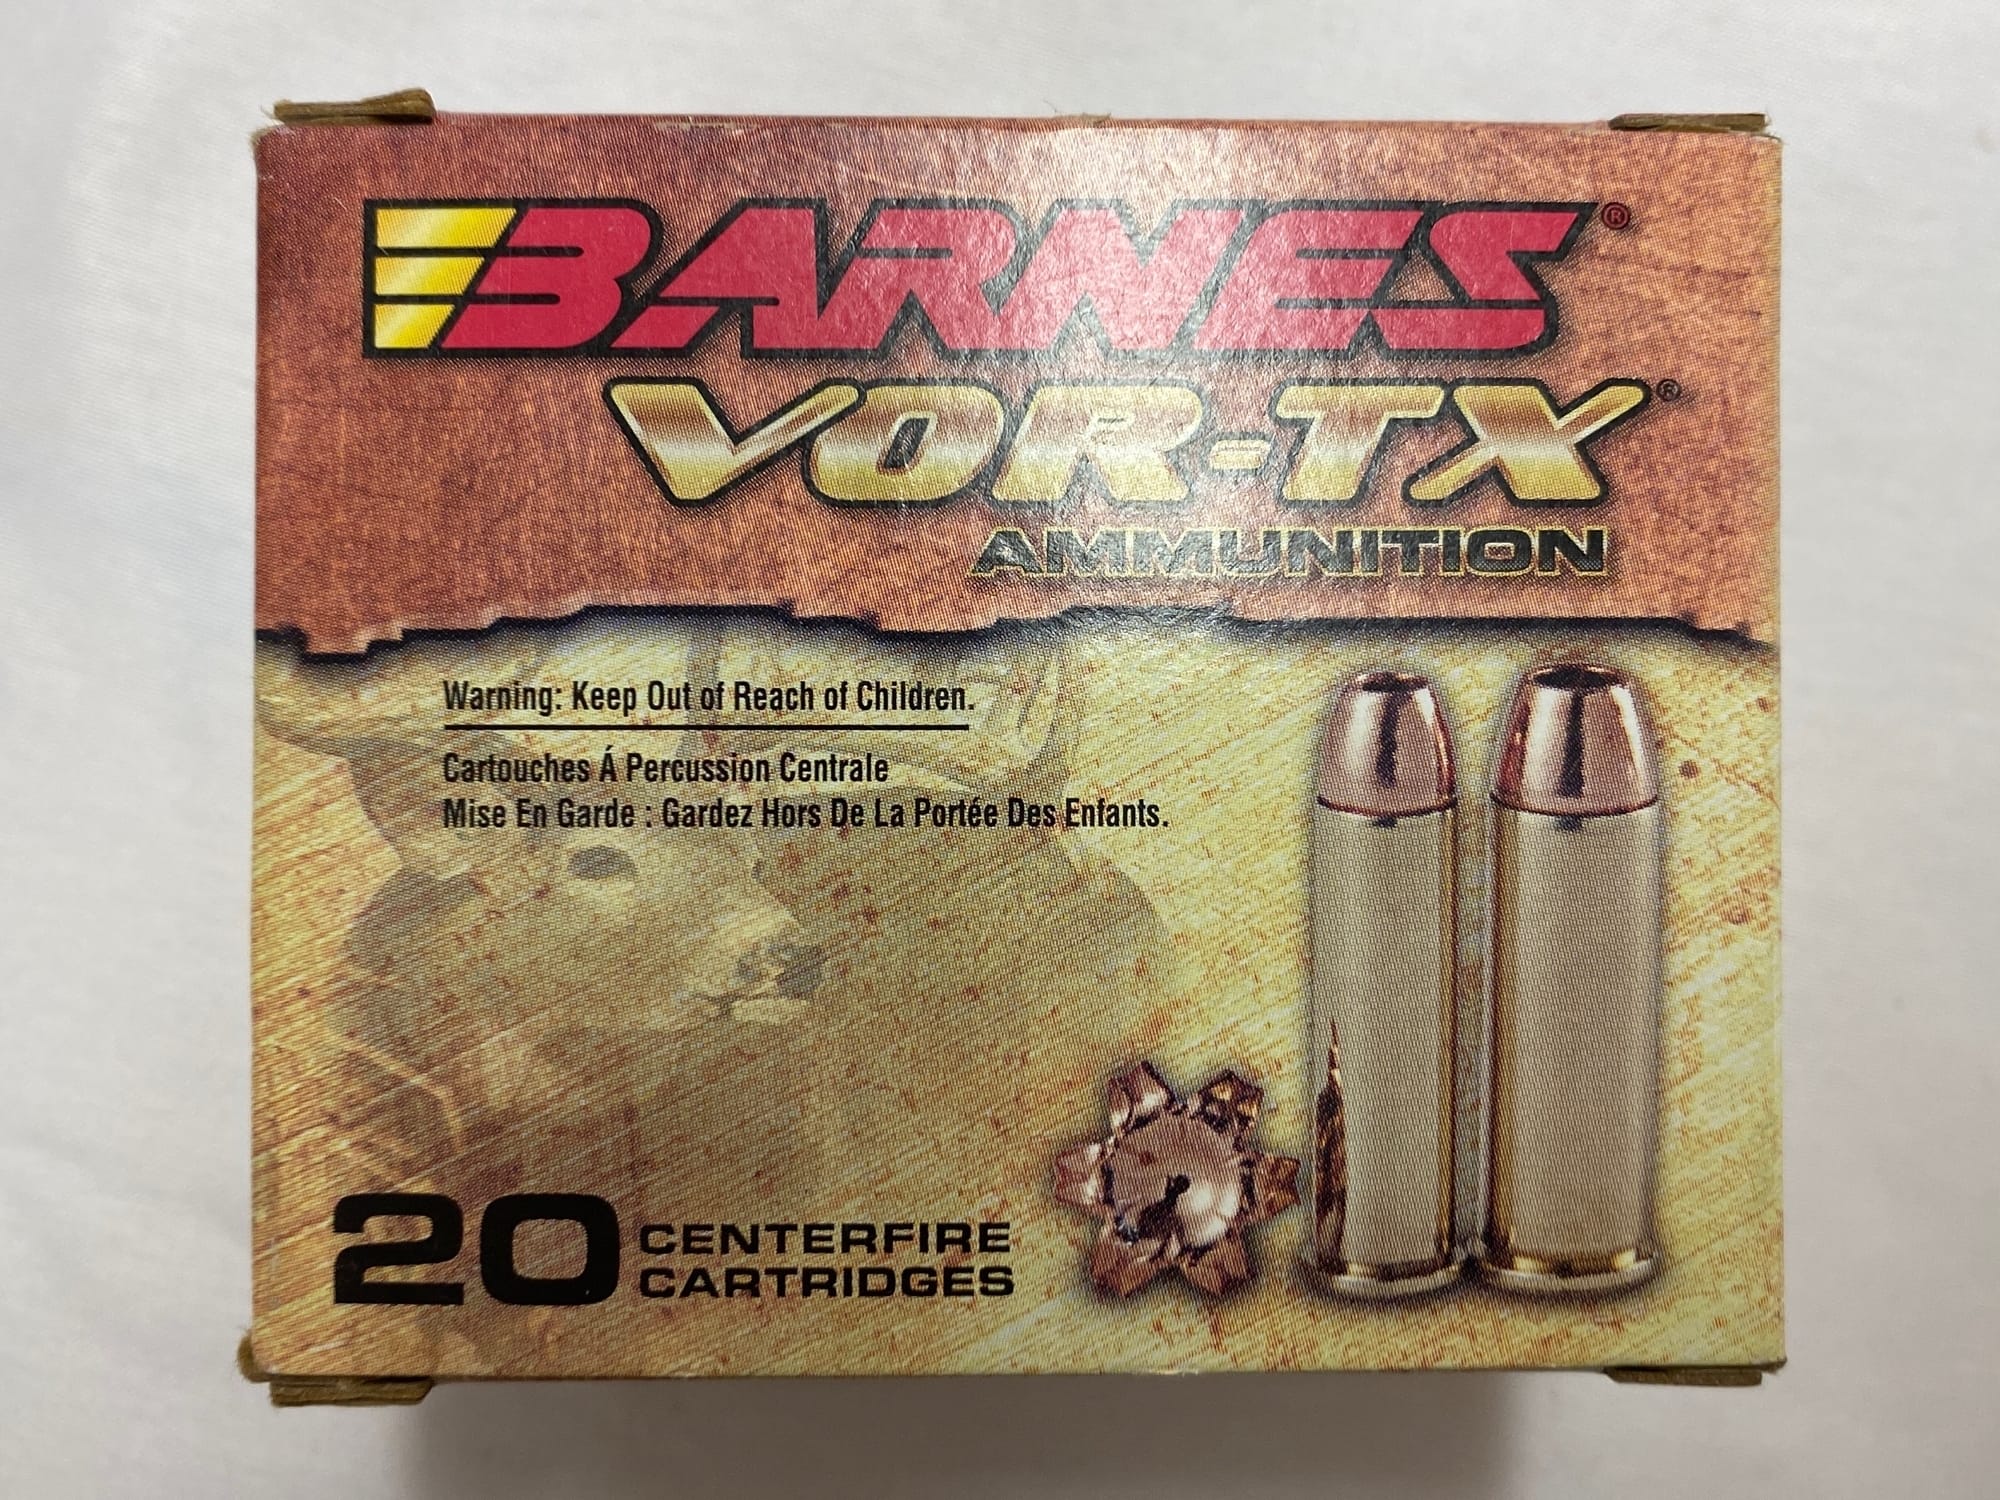 BARNES®
VOR-TX®
AMMUNITION
Warning: Keep Out of Reach of Children.
Cartouches Á Percussion Centrale
Mise En Garde : Gardez Hors De La Portée Des Enfants.
20 CENTERFIRE
CARTRIDGES